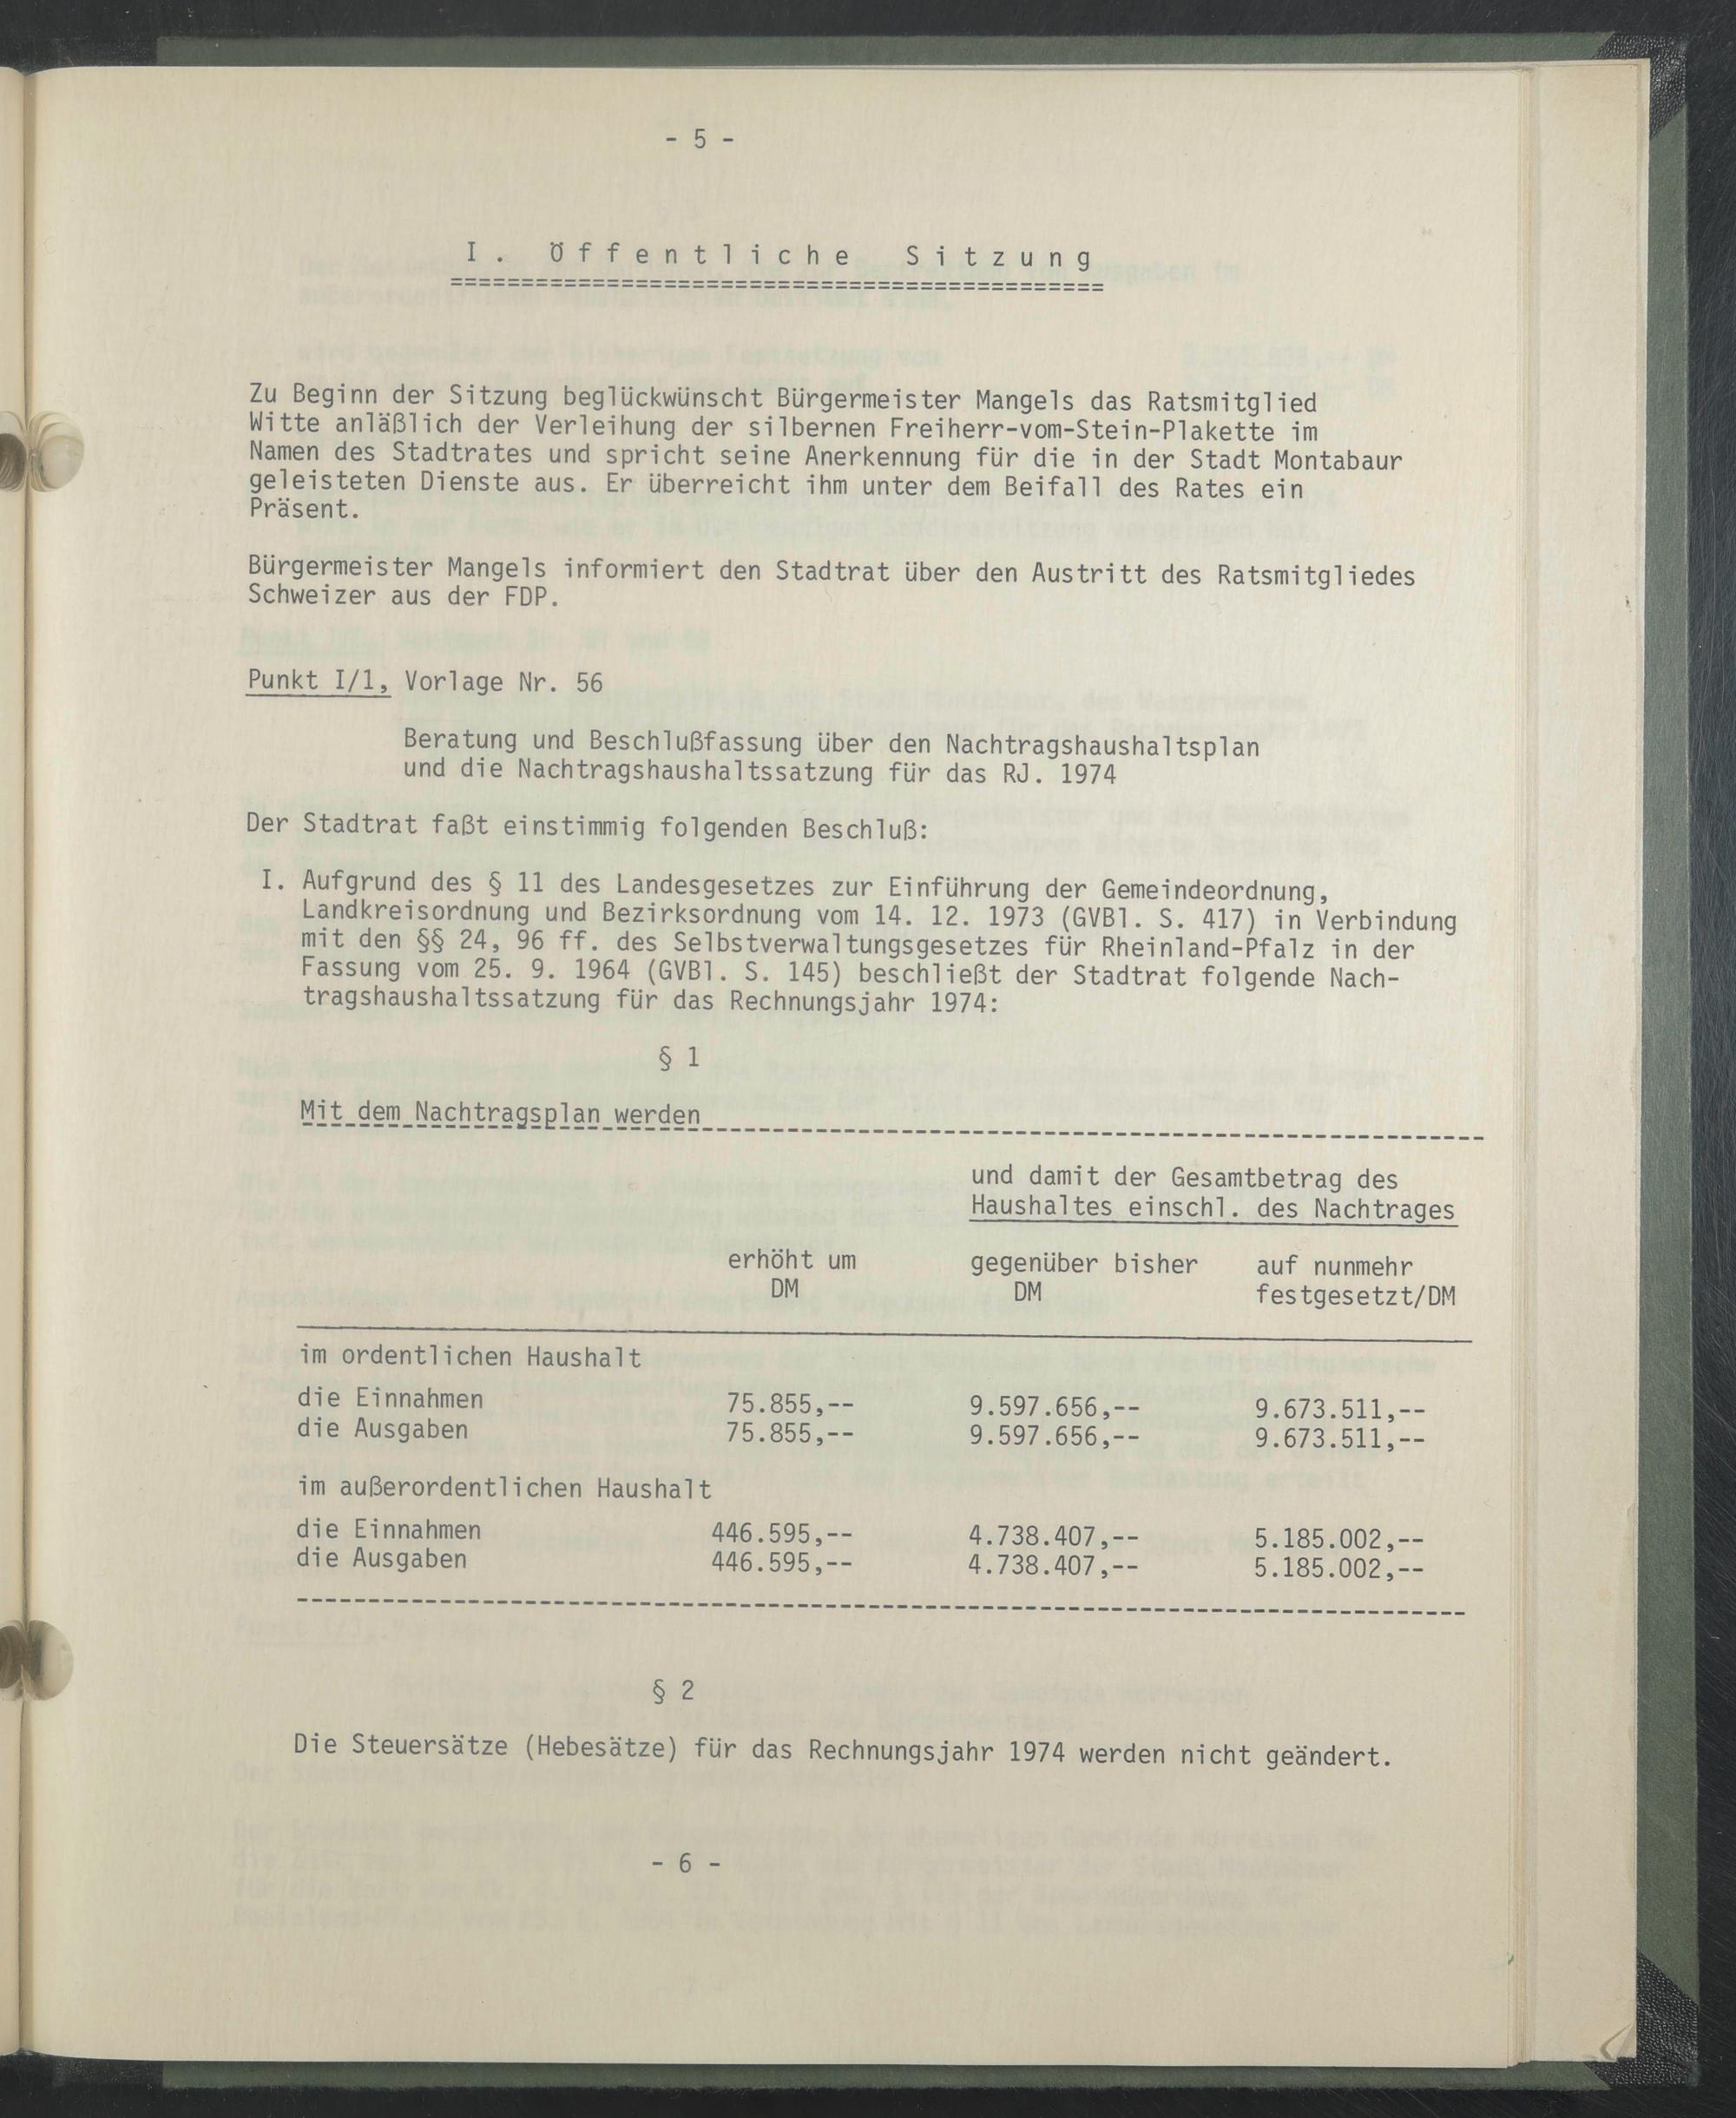 - 5 -
I. Öffentliche Sitzung
Zu Beginn der Sitzung beglückwünscht Bürgermeister Mangels das Ratsmitglied
Witte anläßlich der Verleihung der silbernen Freiherr-vom-Stein-Plakette im
Namen des Stadtrates und spricht seine Anerkennung für die in der Stadt Montabaur
geleisteten Dienste aus. Er überreicht ihm unter dem Beifall des Rates ein
Präsent.
Bürgermeister Mangels informiert den Stadtrat über den Austritt des Ratsmitgliedes
Schweizer aus der FDP.
Punkt I/1, Vorlage Nr. 56
Beratung und Beschlußfassung über den Nachtragshaushaltsplan
und die Nachtragshaushaltssatzung für das RJ. 1974
Der Stadtrat faßt einstimmig folgenden Beschluß:
I. Aufgrund des § 11 des Landesgesetzes zur Einführung der Gemeindeordnung,
Landkreisordnung und Bezirksordnung vom 14. 12. 1973 (GVBl. S. 417) in Verbindung
mit den §§ 24, 96 ff. des Selbstverwaltungsgesetzes für Rheinland-Pfalz in der
Fassung vom 25. 9. 1964 (GVBl. S. 145) beschließt der Stadtrat folgende Nach-
tragshaushaltssatzung für das Rechnungsjahr 1974:
§ 1
Mit dem Nachtragsplan werden
und damit der Gesamtbetrag des
Haushaltes einschl. des Nachtrages
erhöht um gegenüber bisher auf nunmehr
DM DM festgesetzt/DM
im ordentlichen Haushalt
die Einnahmen 75.855,-- 9.597.656,-- 9.673.511,--
die Ausgaben 75.855,-- 9.597.656,-- 9.673.511,--
im außerordentlichen Haushalt
die Einnahmen 446.595,-- 4.738.407,-- 5.185.002,--
die Ausgaben 446.595,-- 4.738.407,-- 5.185.002,--
§ 2
Die Steuersätze (Hebesätze) für das Rechnungsjahr 1974 werden nicht geändert.
- 6 -